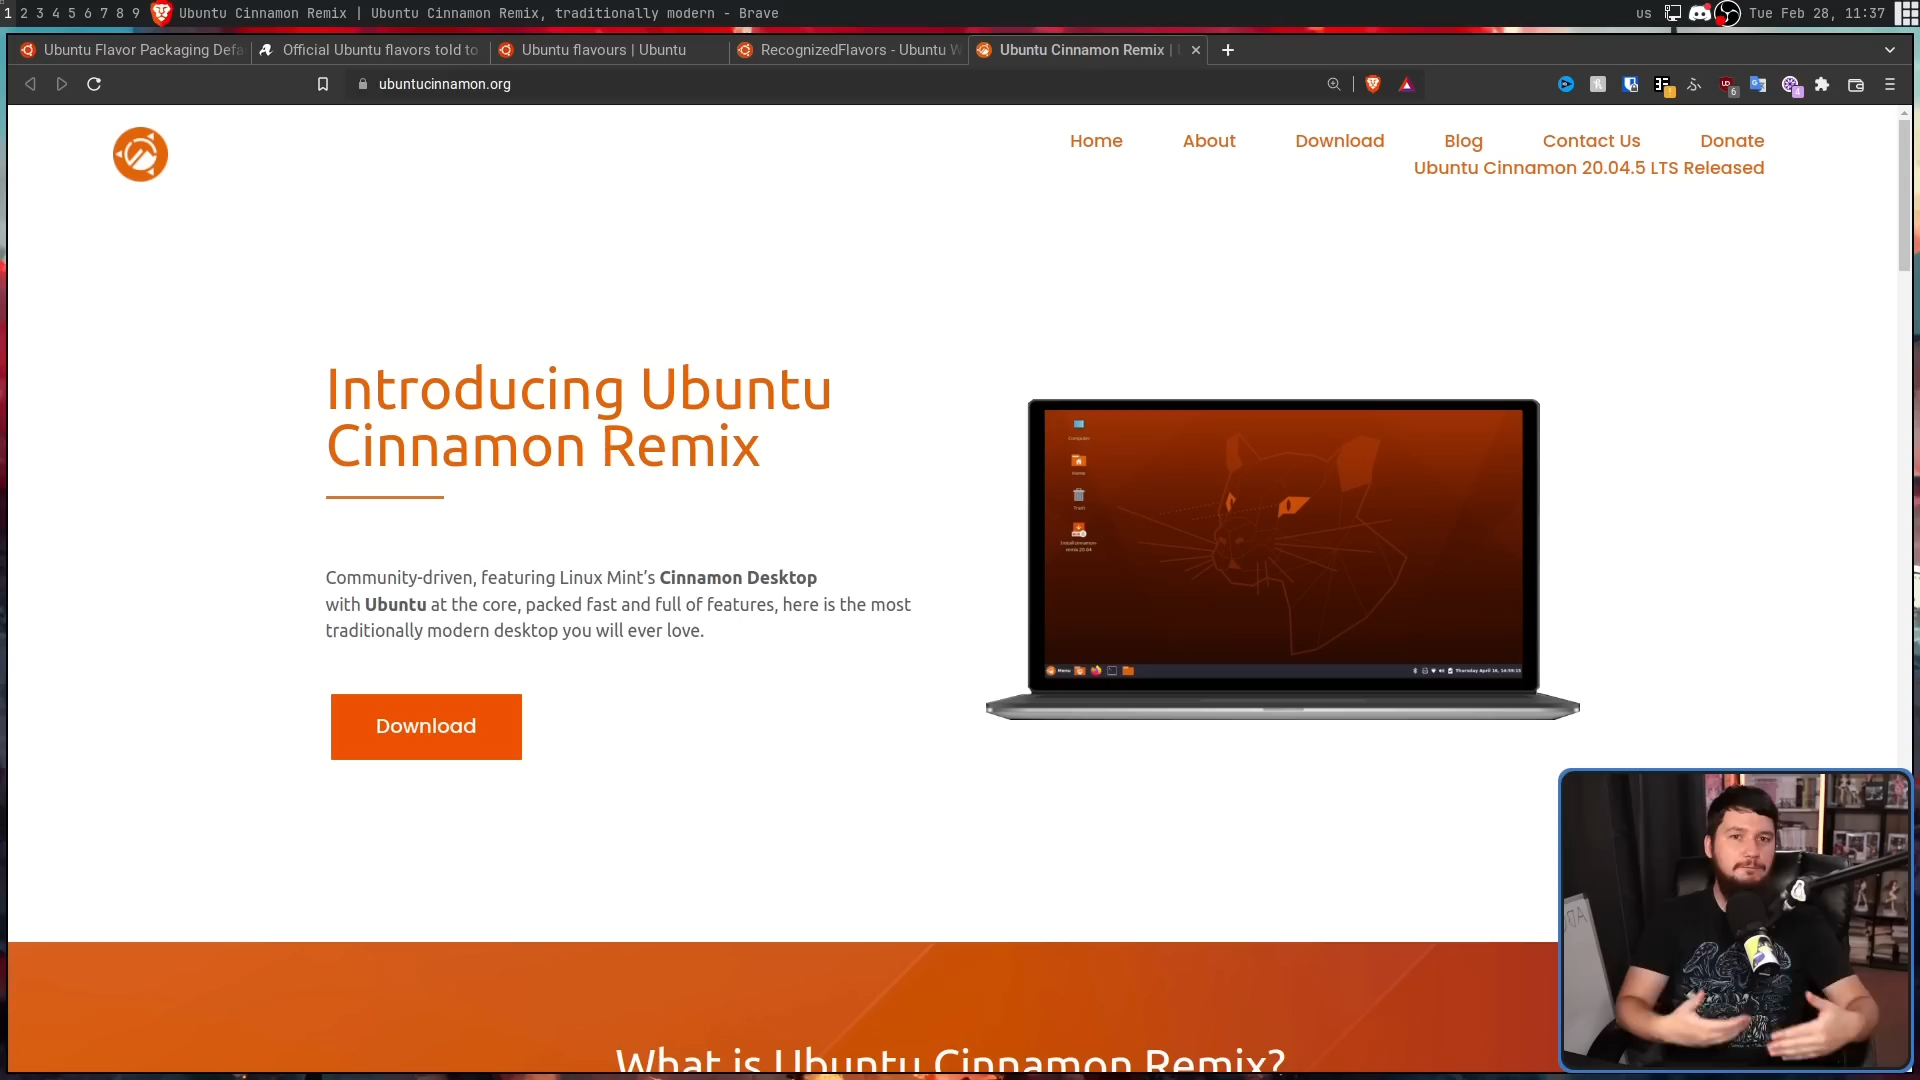 1 2 3 4 5 6 7 8 9 Ubuntu Cinnamon Remix | Ubuntu Cinnamon Remix, traditionally modern - Brave
us Tue Feb 28, 11:37
Ubuntu Flavor Packaging Defa
Official Ubuntu flavors told to
Ubuntu flavours | Ubuntu
RecognizedFlavors - Ubuntu W
Ubuntu Cinnamon Remix |
ubuntucinnamon.org
Home About Download Blog Contact Us Donate
Ubuntu Cinnamon 20.04.5 LTS Released
Introducing Ubuntu
Cinnamon Remix
Community-driven, featuring Linux Mint’s Cinnamon Desktop
with Ubuntu at the core, packed fast and full of features, here is the most
traditionally modern desktop you will ever love.
Download
Computer
Home
Trash
Menu
What is Ubuntu Cinnamon Remix?